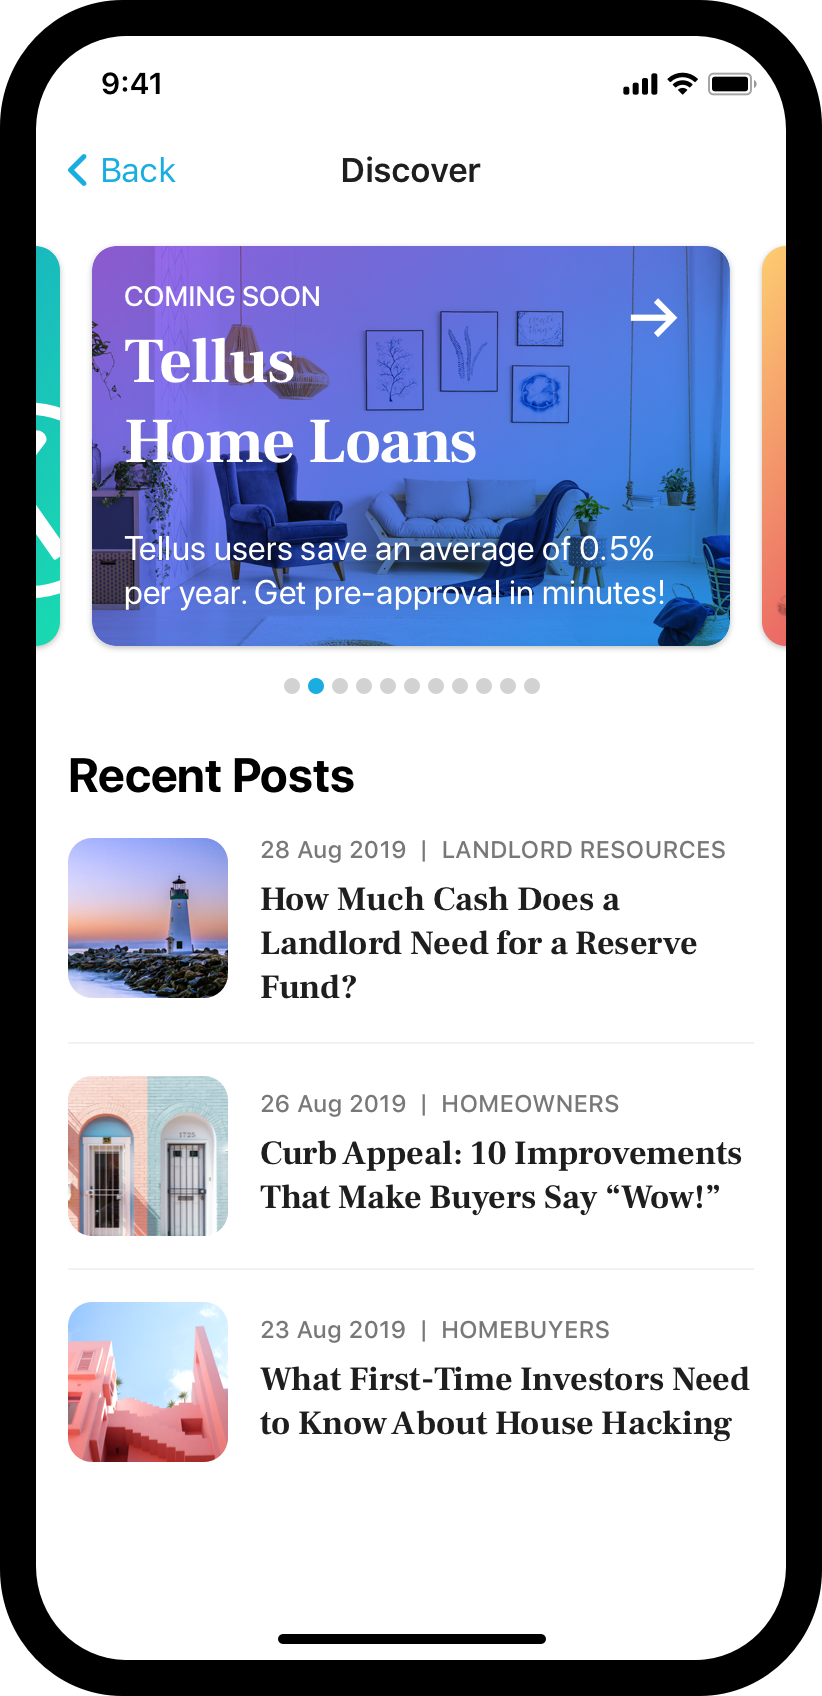 9:41
Back
Discover
COMING SOON
Tellus
Home Loans
Tellus users save an average of 0.5%
per year. Get pre-approval in minutes!
Recent Posts
28 Aug 2019 | LANDLORD RESOURCES
How Much Cash Does a
Landlord Need for a Reserve
Fund?
26 Aug 2019 | HOMEOWNERS
1725
Curb Appeal: 10 Improvements
That Make Buyers Say “Wow!”
23 Aug 2019 | HOMEBUYERS
What First-Time Investors Need
to Know About House Hacking